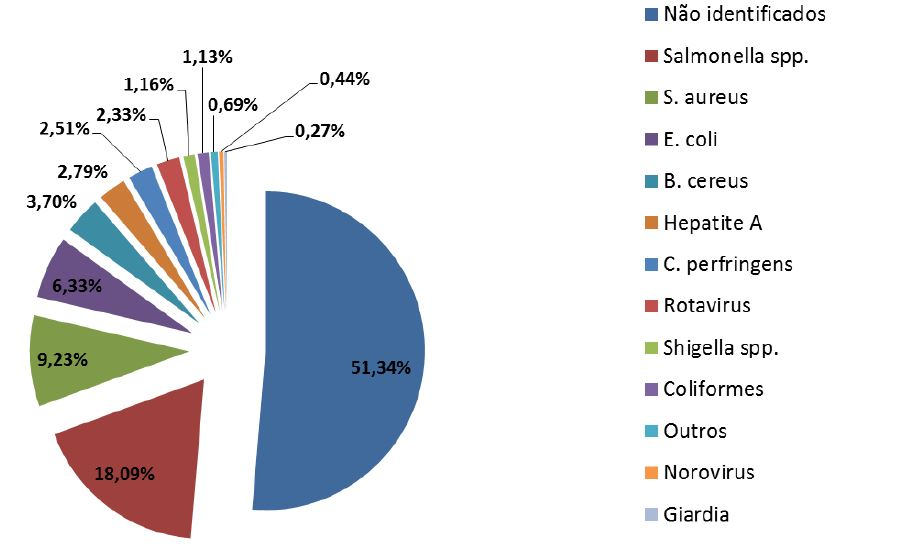 1,13%
0,44%
1,16%
0,69%
2,33%
2,51%
0,27%
2,79%
3,70%
6,33%
9,23%
51,34%
18,09%
Não identificados
Salmonella spp.
S. aureus
E. coli
B. cereus
Hepatite A
C. perfringens
Rotavirus
Shigella spp.
Coliformes
Outros
Norovirus
Giardia